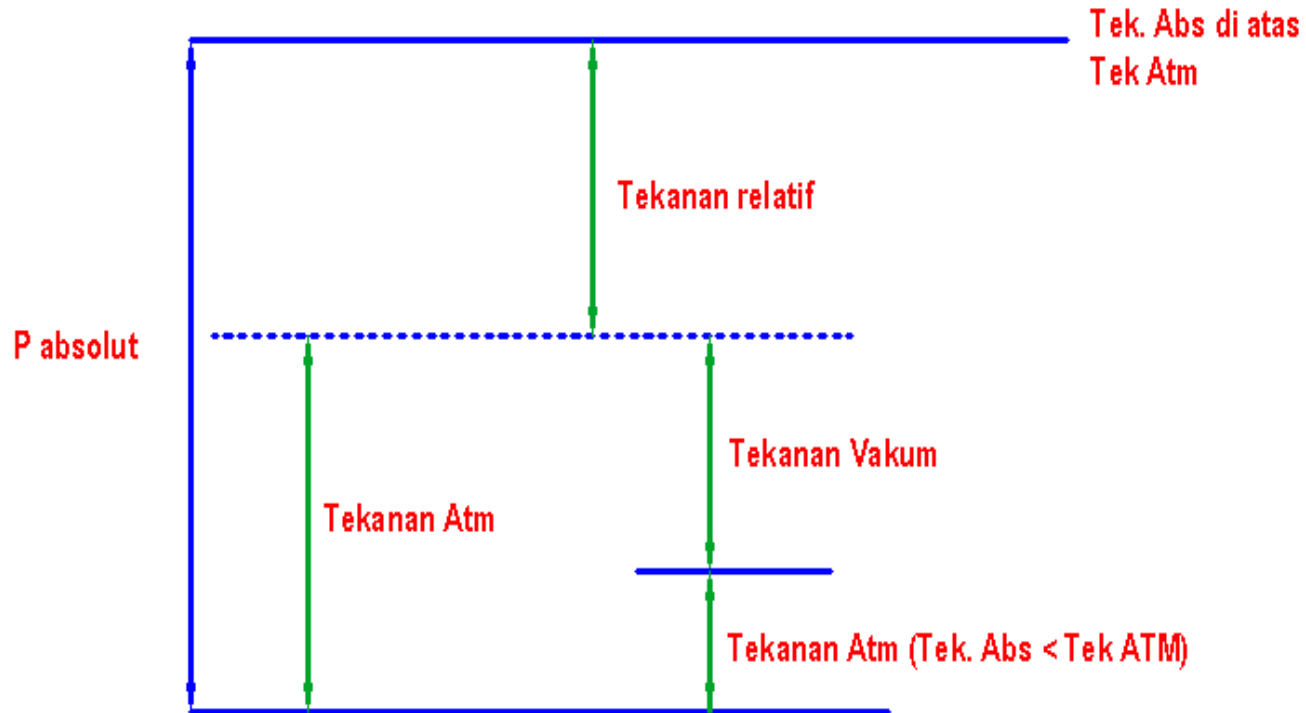 Tek. Abs di atas
Tek Atm
Tekanan relatif
P absolut
Tekanan Vakum
Tekanan Atm
Tekanan Atm (Tek. Abs < Tek ATM)